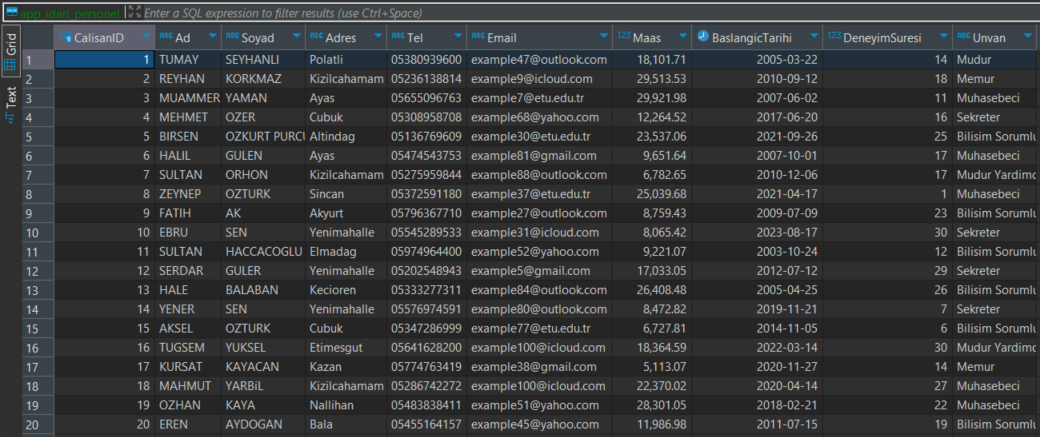 app_idari_personel Enter a SQL expression to filter results (use Ctrl+Space)
Grid
Text
CalisanID Ad Soyad Adres Tel Email Maas BaslangicTarihi DeneyimSuresi Unvan
1 1 TUMAY SEYHANLI Polatli 05380939600 example47@outlook.com 18,101.71 2005-03-22 14 Mudur
2 2 REYHAN KORKMAZ Kizilcahamam 05236138814 example9@icloud.com 29,513.53 2010-09-12 18 Memur
3 3 MUAMMER YAMAN Ayas 05655096763 example7@etu.edu.tr 29,921.98 2007-06-02 11 Muhasebeci
4 4 MEHMET OZER Cubuk 05308958708 example68@yahoo.com 12,264.52 2017-06-20 16 Sekreter
5 5 BIRSEN OZKURT PURCU Altindag 05136769609 example30@etu.edu.tr 23,537.06 2021-09-26 25 Bilisim Sorumlu
6 6 HALIL GULEN Ayas 05474543753 example81@gmail.com 9,651.64 2007-10-01 17 Muhasebeci
7 7 SULTAN ORHON Kizilcahamam 05275959844 example88@outlook.com 6,782.65 2010-12-06 17 Mudur Yardimc
8 8 ZEYNEP OZTURK Sincan 05372591180 example37@etu.edu.tr 25,039.68 2021-04-17 1 Muhasebeci
9 9 FATIH AK Akyurt 05796367710 example27@outlook.com 8,759.43 2009-07-09 23 Bilisim Sorumlu
10 10 EBRU SEN Yenimahalle 05545289533 example31@icloud.com 8,065.42 2023-08-17 30 Sekreter
11 11 SULTAN HACCACOGLU Elmadag 05974964400 example52@yahoo.com 9,221.07 2003-10-24 12 Bilisim Sorumlu
12 12 SERDAR GULER Yenimahalle 05202548943 example5@gmail.com 17,033.05 2012-07-12 29 Sekreter
13 13 HALE BALABAN Kecioren 05333277311 example84@outlook.com 26,408.48 2005-04-25 26 Bilisim Sorumlu
14 14 YENER SEN Yenimahalle 05576974591 example80@outlook.com 8,472.82 2019-11-21 7 Sekreter
15 15 AKSEL OZTURK Cubuk 05347286999 example77@etu.edu.tr 6,727.81 2014-11-05 6 Bilisim Sorumlu
16 16 TUGSEM YUKSEL Etimesgut 05641628200 example100@icloud.com 18,364.59 2022-03-14 30 Mudur Yardimc
17 17 KURSAT KAYACAN Kazan 05774763419 example38@gmail.com 5,113.07 2020-11-27 14 Memur
18 18 MAHMUT YARBiL Kizilcahamam 05286742272 example100@icloud.com 22,370.02 2020-04-14 27 Muhasebeci
19 19 OZHAN KAYA Nallihan 05483838411 example51@yahoo.com 28,301.05 2018-02-21 22 Muhasebeci
20 20 EREN AYDOGAN Bala 05455164157 example45@yahoo.com 11,986.98 2011-07-15 19 Bilisim Sorumlu